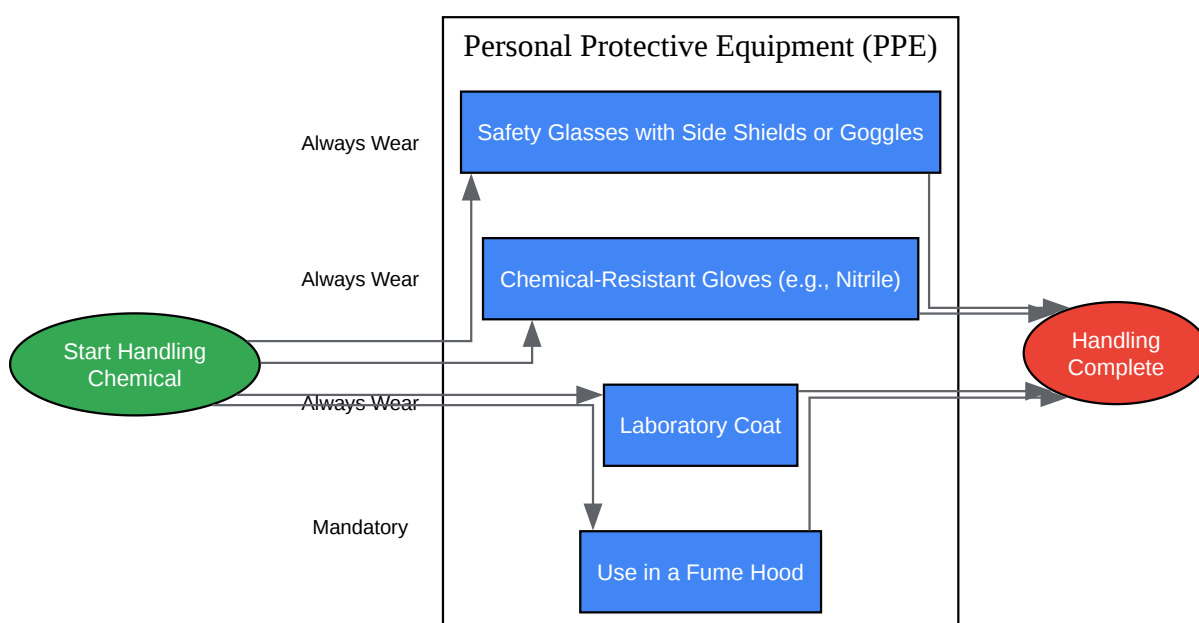 Personal Protective Equipment (PPE)
Always Wear
Safety Glasses with Side Shields or Goggles
Always Wear
Chemical-Resistant Gloves (e.g., Nitrile)
Start Handling
Chemical
Handling
Complete
Always Wear
Laboratory Coat
Mandatory
Use in a Fume Hood